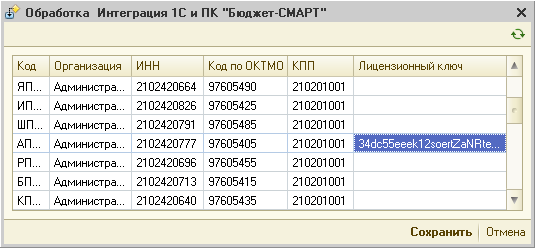 Обработка Интеграция 1С и ПК "Бюджет-СМАРТ"
Код Организация ИНН Код по ОКТМО КПП Лицензионный ключ
ЯП... Администра... 2102420664 97605490 210201001
ИП... Администра... 2102420826 97605425 210201001
ШП... Администра... 2102420791 97605485 210201001
АП... Администра... 2102420777 97605405 210201001 34dc55eeek12soertZaNRte...
РП... Администра... 2102420696 97605455 210201001
БП... Администра... 2102420713 97605415 210201001
КП... Администра... 2102420640 97605435 210201001
Сохранить Отмена